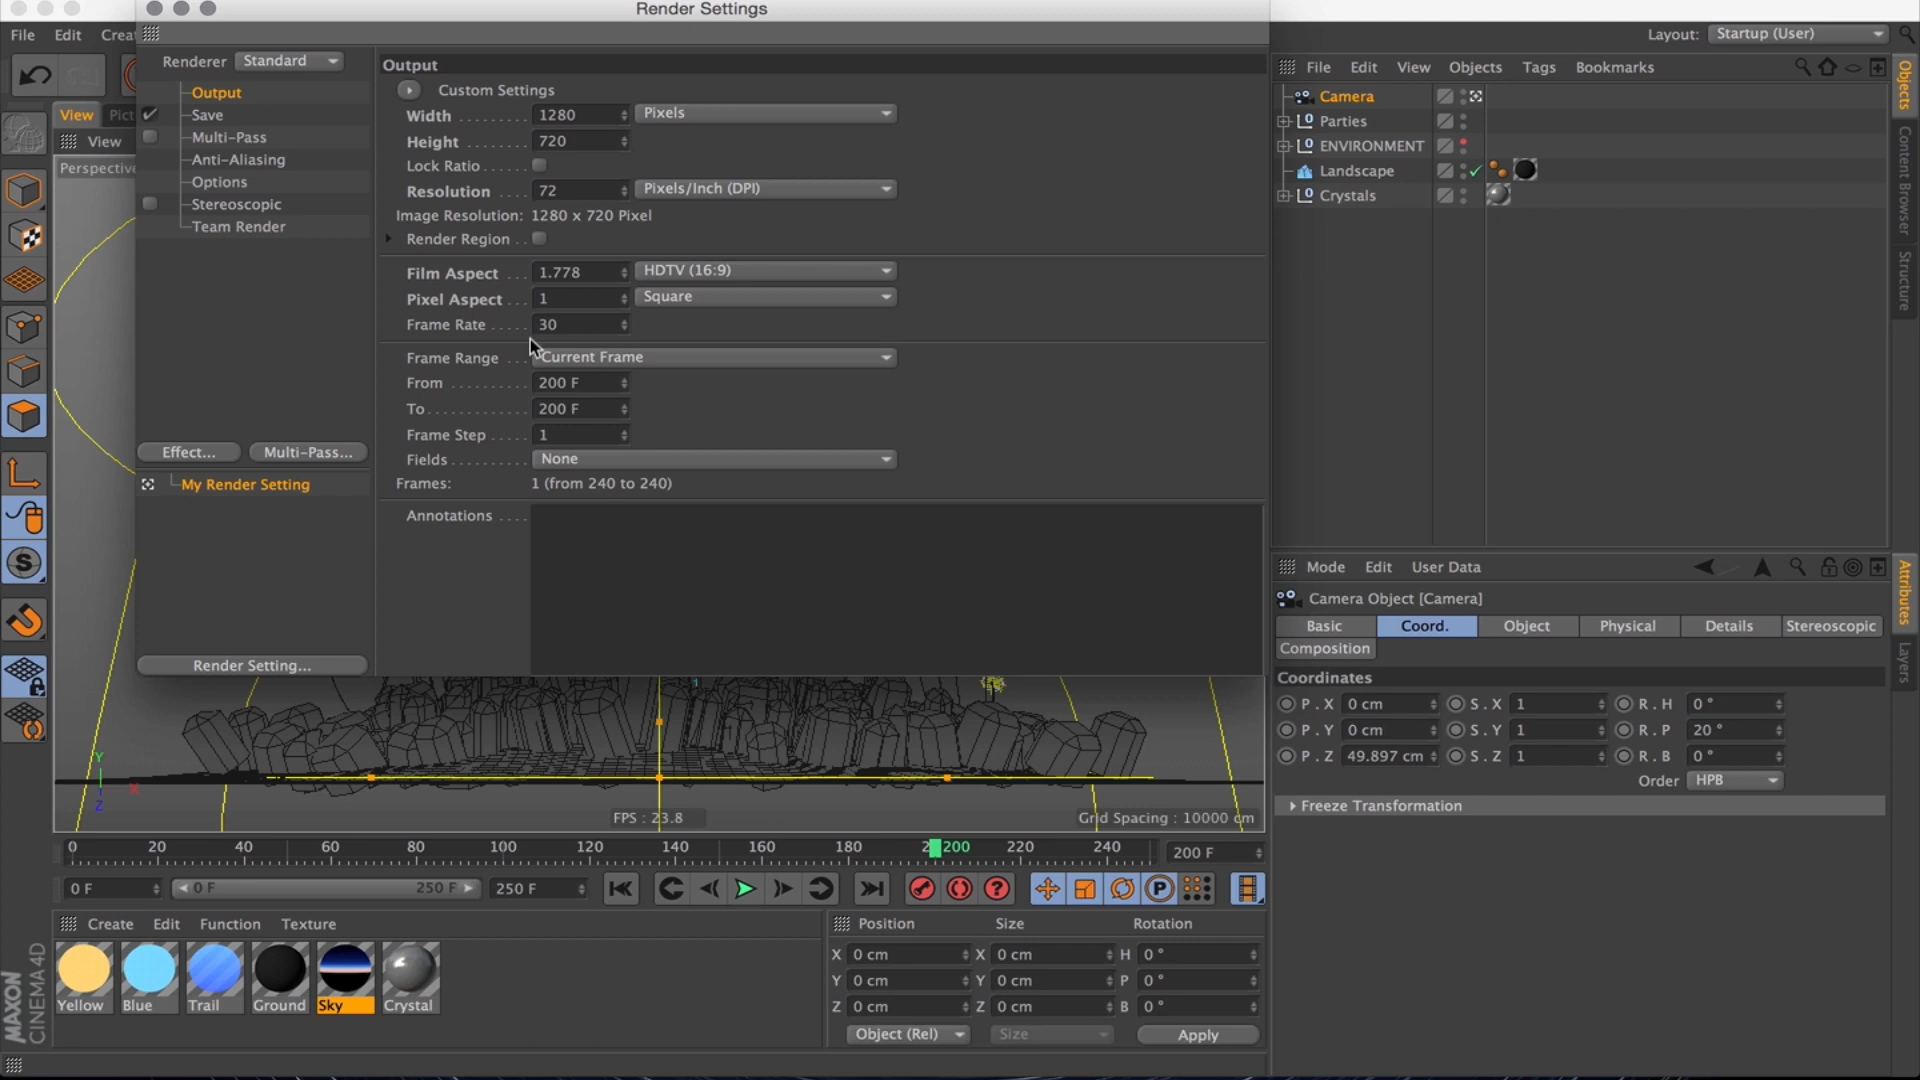 Render Settings
File Edit Crea
Layout: Startup (User)
Renderer Standard
Output
Save
Multi-Pass
Anti-Aliasing
Options
Stereoscopic
Team Render
Effect... Multi-Pass...
My Render Setting
Render Setting...
Output
Custom Settings
Width 1280 Pixels
Height 720
Lock Ratio
Resolution 72 Pixels/Inch (DPI)
Image Resolution: 1280 x 720 Pixel
Render Region
Film Aspect 1.778 HDTV (16:9)
Pixel Aspect 1 Square
Frame Rate 30
Frame Range Current Frame
From 200 F
To 200 F
Frame Step 1
Fields None
Frames: 1 (from 240 to 240)
Annotations
View Pict
View
Perspective
Y
X
Z
FPS : 23.8
Grid Spacing : 10000 cm
0 20 40 60 80 100 120 140 160 180 200 220 240 200 F
0 F 0 F 250 F 250 F
Create Edit Function Texture
Yellow Blue Trail Ground Sky Crystal
MAXON
CINEMA4D
Position Size Rotation
X 0 cm X 0 cm H 0 °
Y 0 cm Y 0 cm P 0 °
Z 0 cm Z 0 cm B 0 °
Object (Rel) Size Apply
File Edit View Objects Tags Bookmarks
Camera
Parties
ENVIRONMENT
Landscape
Crystals
Objects
Content Browser
Structure
Mode Edit User Data
Camera Object [Camera]
Basic Coord. Object Physical Details Stereoscopic
Composition
Coordinates
P . X 0 cm S . X 1 R . H 0 °
P . Y 0 cm S . Y 1 R . P 20 °
P . Z 49.897 cm S . Z 1 R . B 0 °
Order HPB
Freeze Transformation
Attributes
Layers